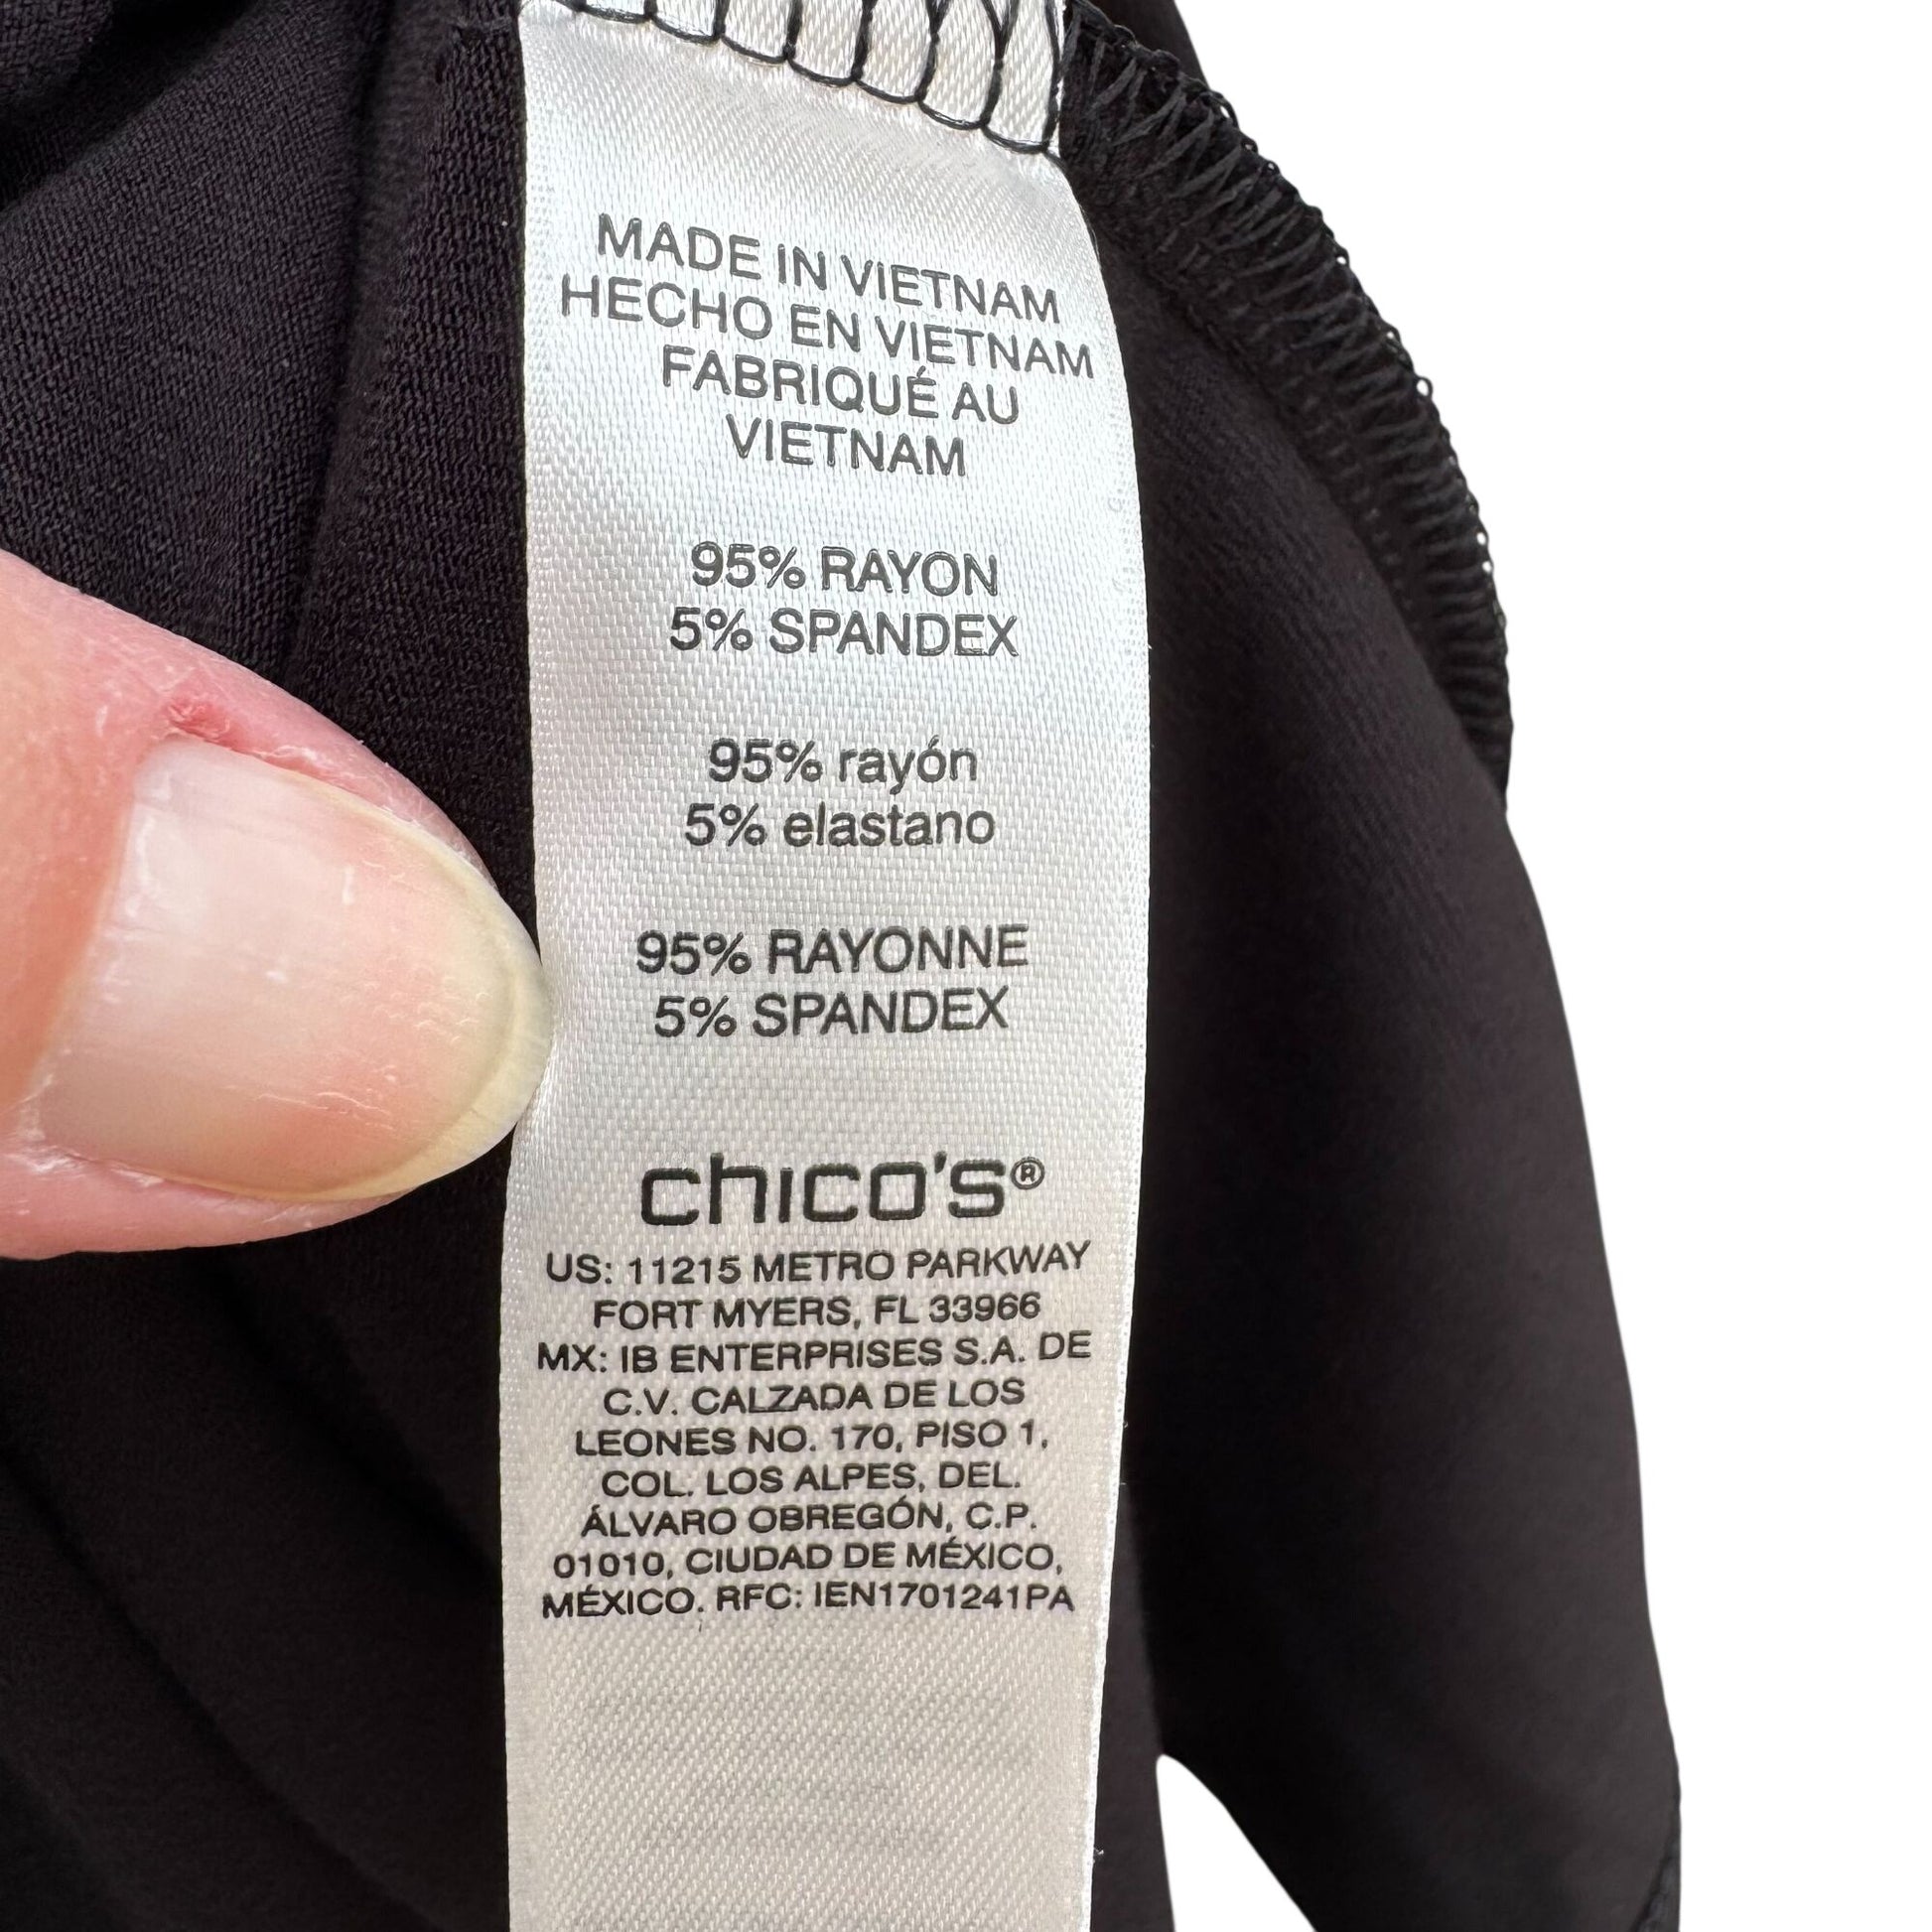 MADE IN VIETNAM
HECHO EN VIETNAM
FABRIQUÉ AU
VIETNAM
95% RAYON
5% SPANDEX
95% rayón
5% elastano
95% RAYONNE
5% SPANDEX
chico's®
US: 11215 METRO PARKWAY
FORT MYERS, FL 33966
MX: IB ENTERPRISES S.A. DE
C.V. CALZADA DE LOS
LEONES NO. 170, PISO 1,
COL. LOS ALPES, DEL.
ÁLVARO OBREGÓN, C.P.
01010, CIUDAD DE MÉXICO,
MÉXICO. RFC: IEN1701241PA